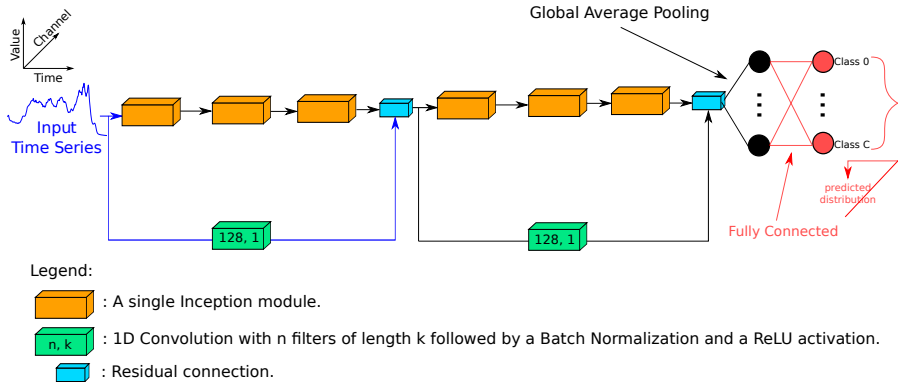 Global Average Pooling
Value
Channel
Time
Input
Time Series
Class 0
Class C
predicted
distribution
Fully Connected
128, 1
128, 1
Legend:
: A single Inception module.
n, k
: 1D Convolution with n filters of length k followed by a Batch Normalization and a ReLU activation.
: Residual connection.